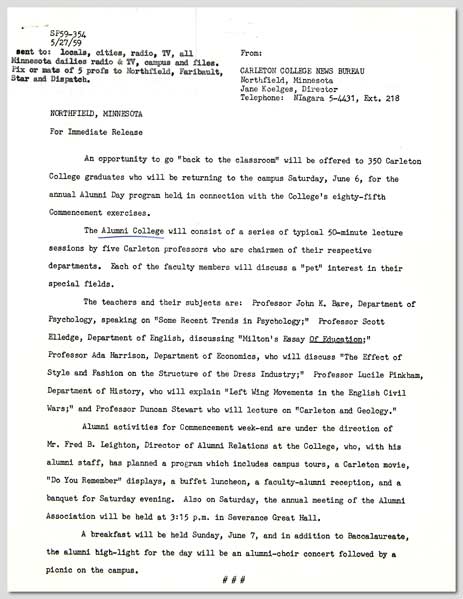 SP59-354
5/27/59
sent to: locals, cities, radio, TV, all
Minnesota dailies radio & TV, campus and files.
Pix or mats of 5 profs to Northfield, Faribault,
Star and Dispatch.
From:
CARLETON COLLEGE NEWS BUREAU
Northfield, Minnesota
Jane Koelges, Director
Telephone: NIagara 5-4431, Ext. 218
NORTHFIELD, MINNESOTA
For Immediate Release
An opportunity to go "back to the classroom" will be offered to 350 Carleton
College graduates who will be returning to the campus Saturday, June 6, for the
annual Alumni Day program held in connection with the College's eighty-fifth
Commencement exercises.
The Alumni College will consist of a series of typical 50-minute lecture
sessions by five Carleton professors who are chairmen of their respective
departments. Each of the faculty members will discuss a "pet" interest in their
special fields.
The teachers and their subjects are: Professor John K. Bare, Department of
Psychology, speaking on "Some Recent Trends in Psychology;" Professor Scott
Elledge, Department of English, discussing "Milton's Essay Of Education;"
Professor Ada Harrison, Department of Economics, who will discuss "The Effect of
Style and Fashion on the Structure of the Dress Industry;" Professor Lucile Pinkham,
Department of History, who will explain "Left Wing Movements in the English Civil
Wars;" and Professor Duncan Stewart who will lecture on "Carleton and Geology."
Alumni activities for Commencement week-end are under the direction of
Mr. Fred B. Leighton, Director of Alumni Relations at the College, who, with his
alumni staff, has planned a program which includes campus tours, a Carleton movie,
"Do You Remember" displays, a buffet luncheon, a faculty-alumni reception, and a
banquet for Saturday evening. Also on Saturday, the annual meeting of the Alumni
Association will be held at 3:15 p.m. in Severance Great Hall.
A breakfast will be held Sunday, June 7, and in addition to Baccalaureate,
the alumni high-light for the day will be an alumni-choir concert followed by a
picnic on the campus.
# # #